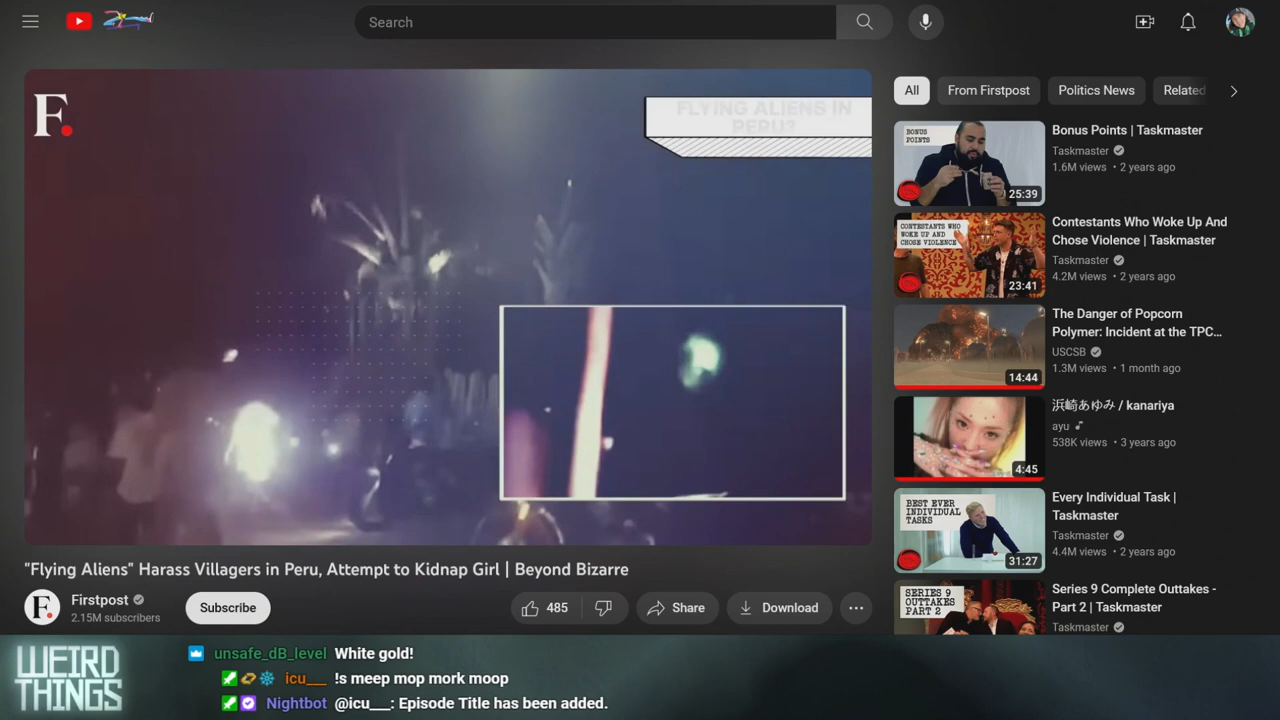 Search
F.
FLYING ALIENS IN
PERU?
"Flying Aliens" Harass Villagers in Peru, Attempt to Kidnap Girl | Beyond Bizarre
F.
Firstpost
2.15M subscribers
Subscribe
485
Share
Download
All
From Firstpost
Politics News
Related
BONUS
POINTS
25:39
Bonus Points | Taskmaster
Taskmaster
1.6M views • 2 years ago
CONTESTANTS WHO
WOKE UP AND
CHOSE VIOLENCE
23:41
Contestants Who Woke Up And
Chose Violence | Taskmaster
Taskmaster
4.2M views • 2 years ago
14:44
The Danger of Popcorn
Polymer: Incident at the TPC...
USCSB
1.3M views • 1 month ago
4:45
浜崎あゆみ / kanariya
ayu
538K views • 3 years ago
BEST EVER
INDIVIDUAL
TASKS
31:27
Every Individual Task |
Taskmaster
Taskmaster
4.4M views • 2 years ago
SERIES 9
OUTTAKES
PART 2
Series 9 Complete Outtakes -
Part 2 | Taskmaster
Taskmaster
WEIRD
THINGS
unsafe_dB_level White gold!
icu___ !s meep mop mork moop
Nightbot @icu___: Episode Title has been added.